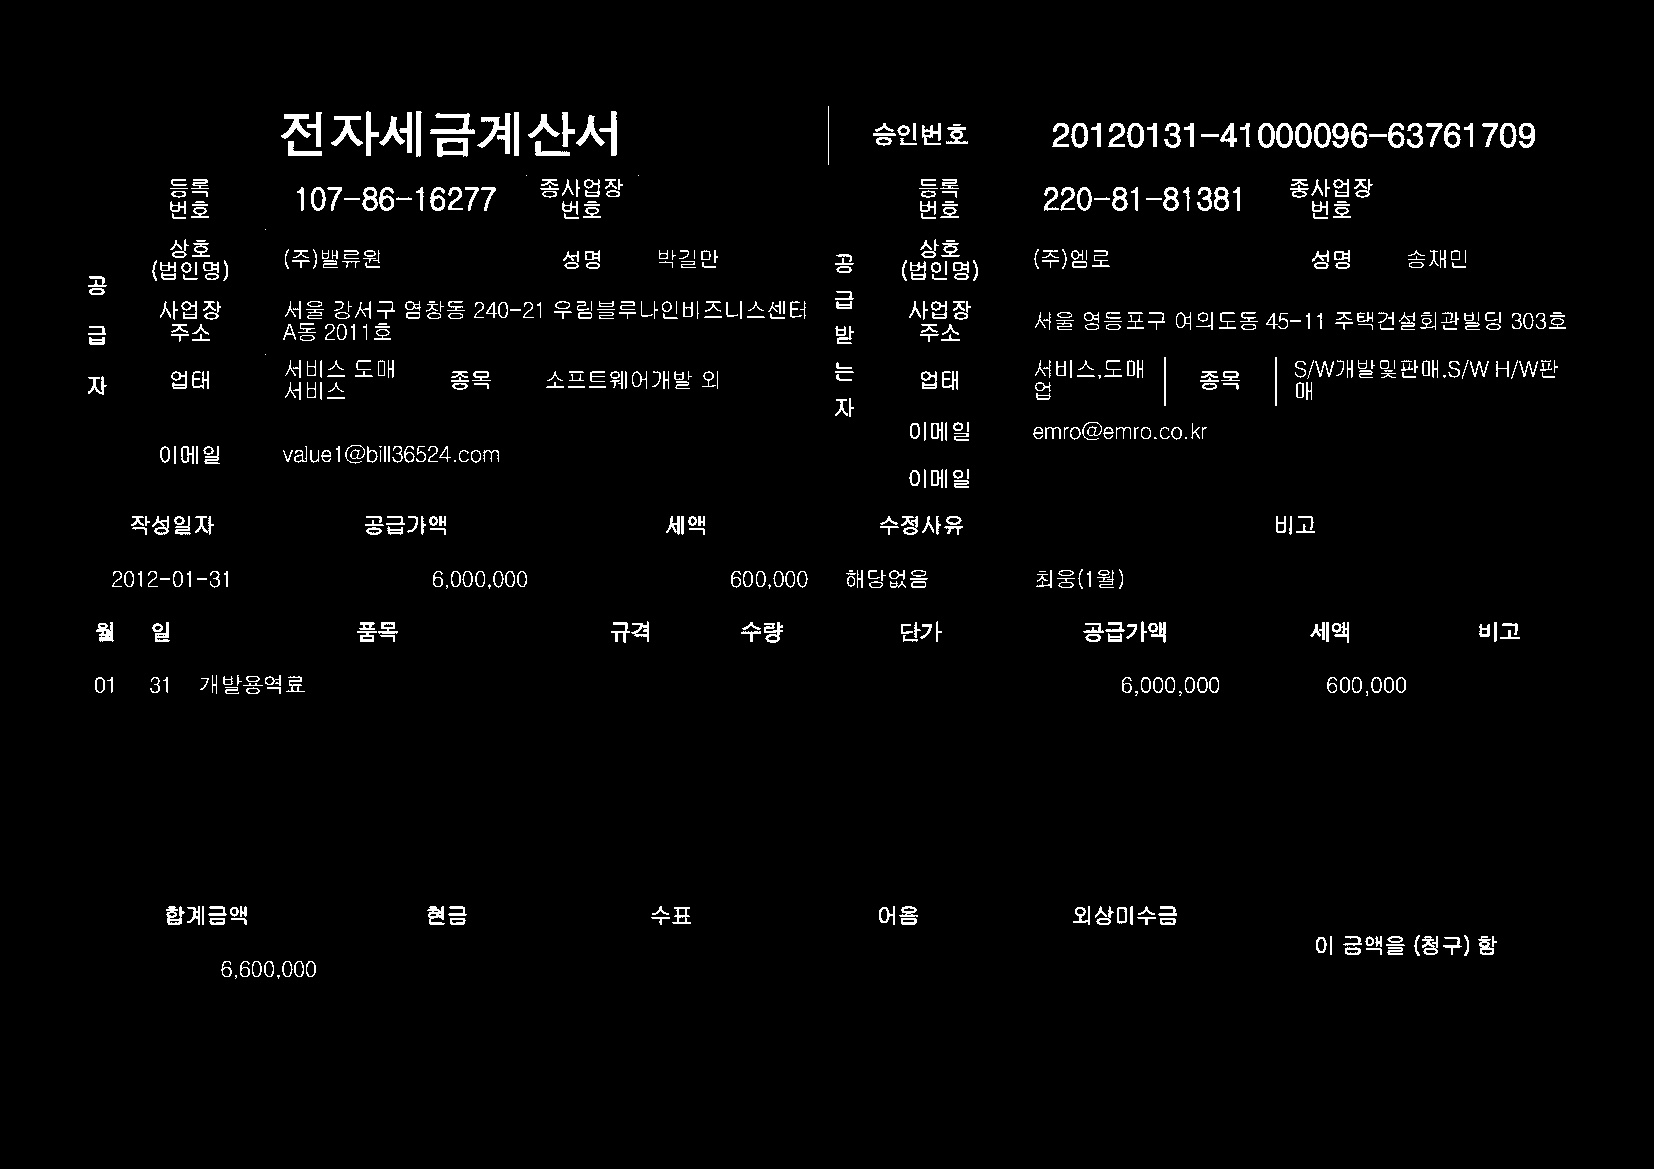 전자세금계산서 승인번호 20120131-41000096-63761709
등록번호 107-86-16277 종사업장번호 등록번호 220-81-81381 종사업장번호
공급자 상호(법인명) (주)밸류원 성명 박길만 공급받는자 상호(법인명) (주)엠로 성명 송재민
사업장주소 서울 강서구 염창동 240-21 우림블루나인비즈니스센터 A동 2011호 사업장주소 서울 영등포구 여의도동 45-11 주택건설회관빌딩 303호
업태 서비스 도매 서비스 종목 소프트웨어개발 외 업태 서비스,도매업 종목 S/W개발및판매.S/W H/W판매
이메일 value1@bill36524.com 이메일 emro@emro.co.kr
이메일
작성일자 공급가액 세액 수정사유 비고
2012-01-31 6,000,000 600,000 해당없음 최웅(1월)
월 일 품목 규격 수량 단가 공급가액 세액 비고
01 31 개발용역료 6,000,000 600,000
합계금액 현금 수표 어음 외상미수금
이 금액을 (청구) 함
6,600,000